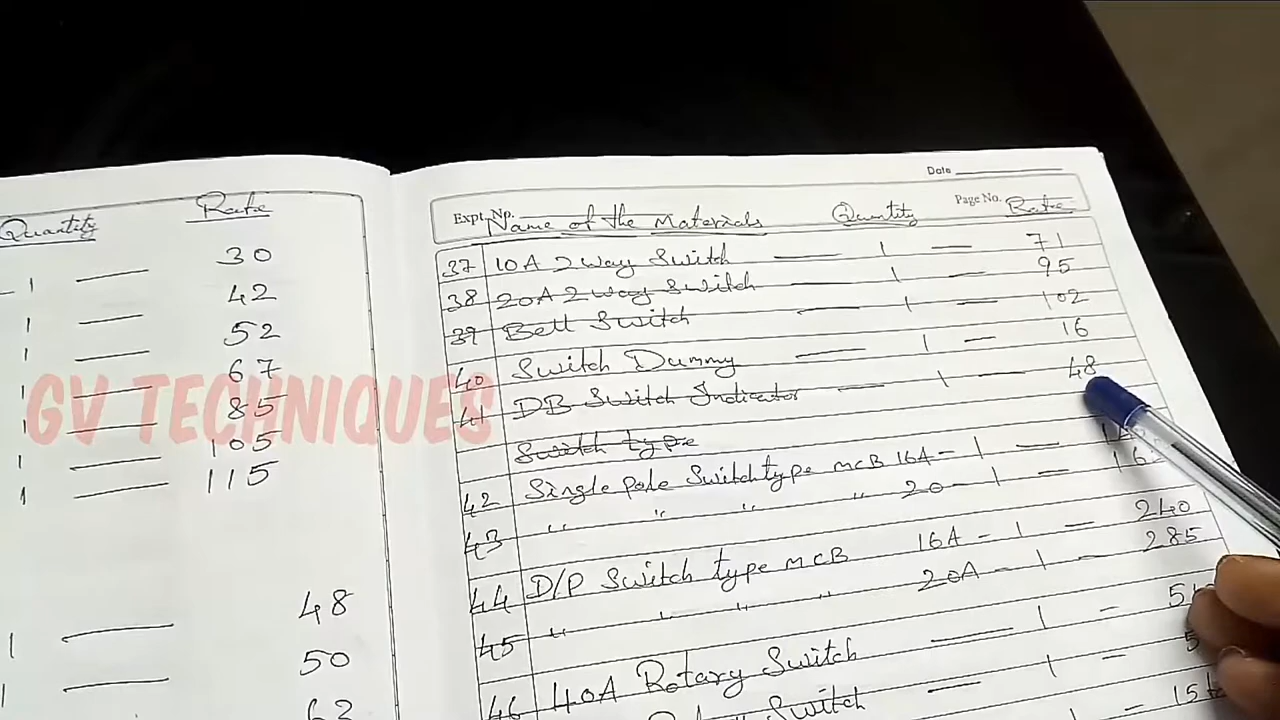 Quantity Rate
30
1 42
1 52
1 67
1 85
1 105
1 115
48
1 50
62
GV TECHNIQUES
Date
Expt. No. Page No.
Name of the Materials Quantity Rate
37 10A 2 Way Switch — 1 — 71
38 20A 2 way Switch — 1 — 95
39 Bell Switch — 1 — 102
40 Switch Dummy — 1 — 16
41 DB Switch Indicator — 1 — 48
Switch type
42 Single pole Switch type MCB 16A - 1 —
43 " " " 20 - 1 —
44 D/P Switch type MCB 16A - 1 — 240
45 " " " 20A - 1 — 285
46 40A Rotary Switch — 1 -
Switch — 1 —